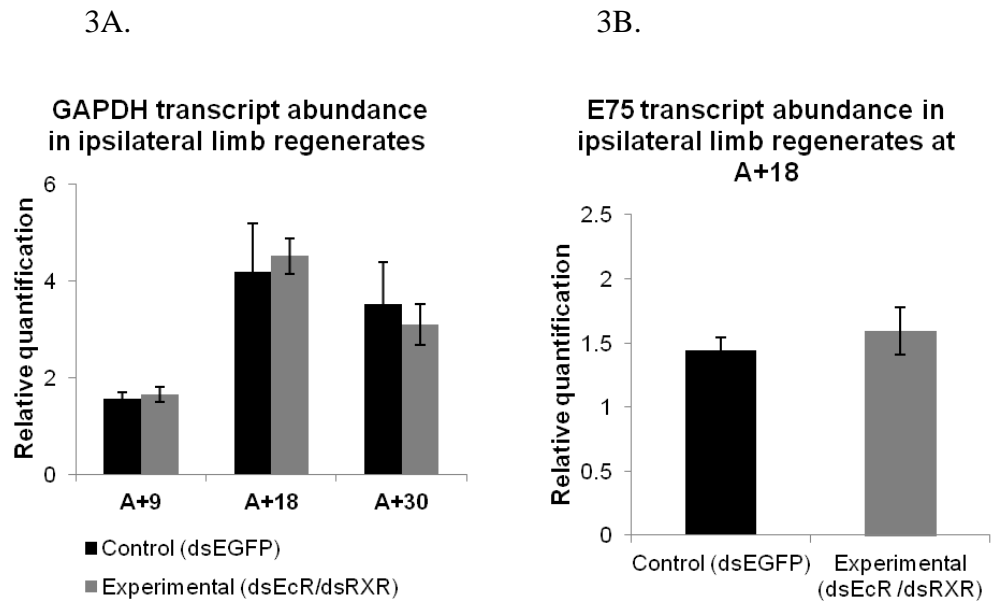 3A.
3B.
GAPDH transcript abundance
in ipsilateral limb regenerates
Relative quantification
6
4
2
0
A+9
A+18
A+30
Control (dsEGFP)
Experimental (dsEcR/dsRXR)
E75 transcript abundance in
ipsilateral limb regenerates at
A+18
Relative quantification
2.5
2
1.5
1
0.5
0
Control (dsEGFP)
Experimental
(dsEcR /dsRXR)